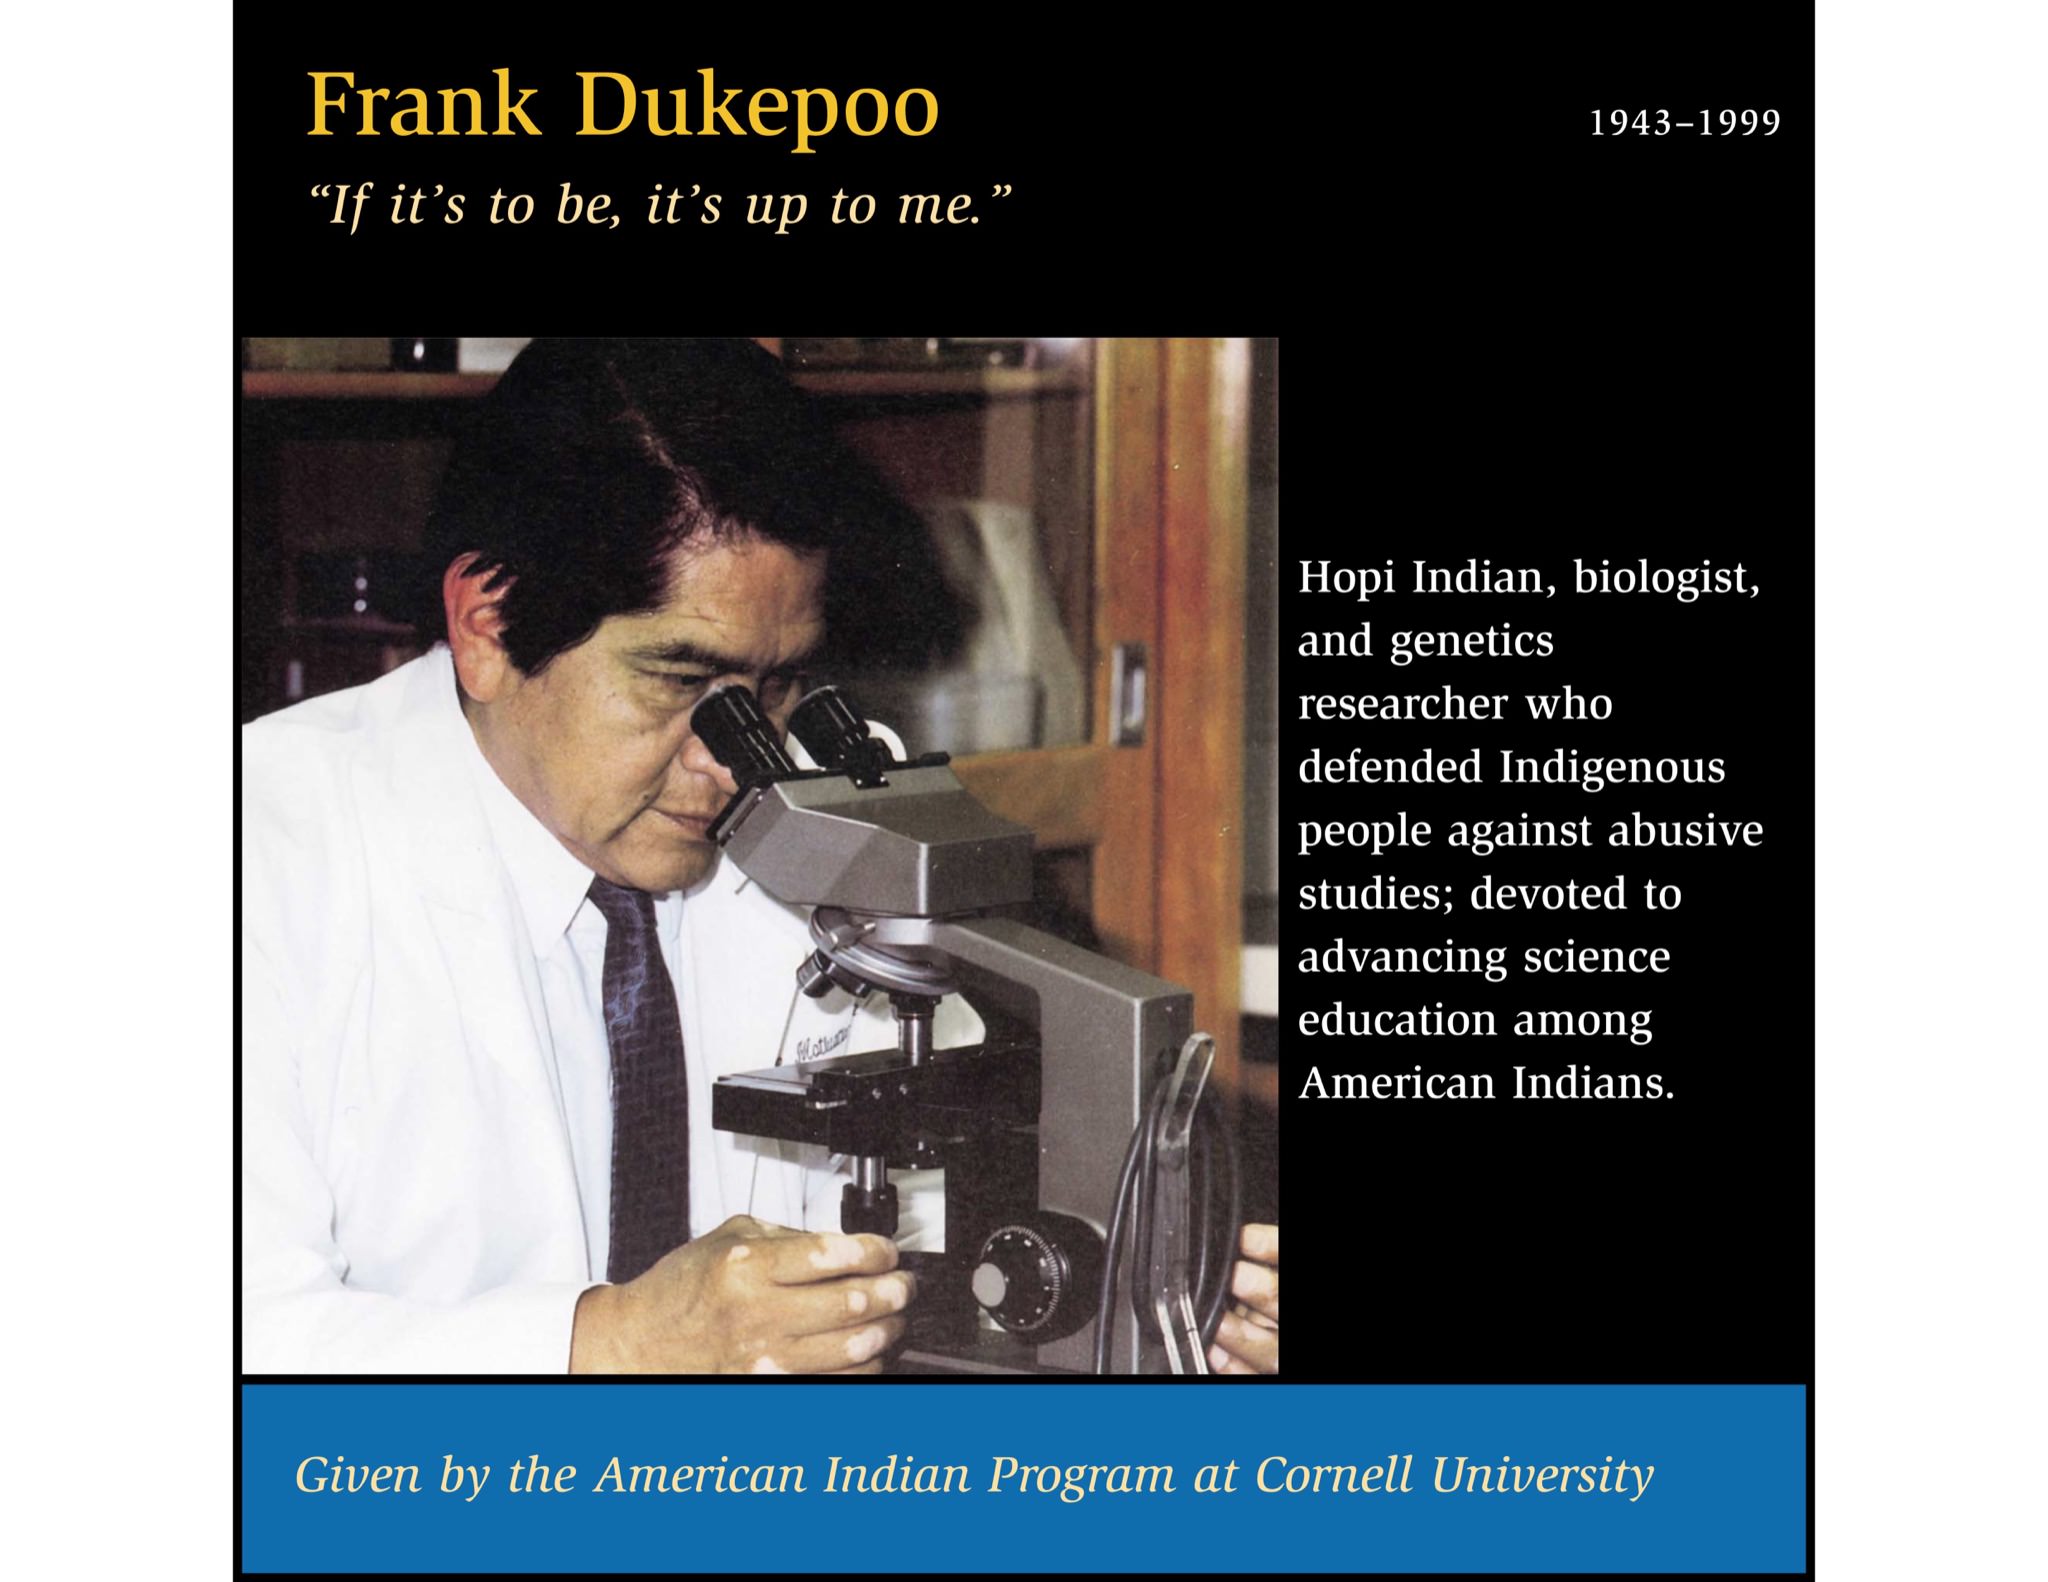 Frank Dukepoo
1943–1999
“If it’s to be, it’s up to me.”
Hopi Indian, biologist,
and genetics
researcher who
defended Indigenous
people against abusive
studies; devoted to
advancing science
education among
American Indians.
Given by the American Indian Program at Cornell University